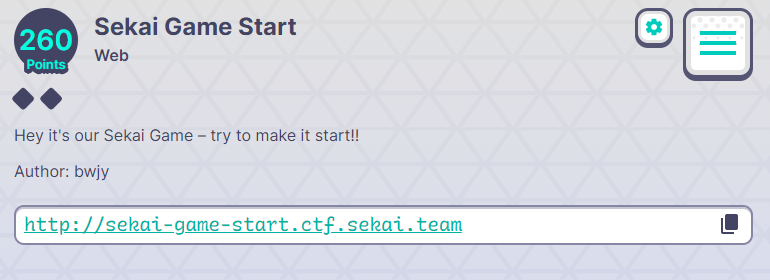 260
Points
Sekai Game Start
Web
Hey it's our Sekai Game – try to make it start!!
Author: bwjy
http://sekai-game-start.ctf.sekai.team